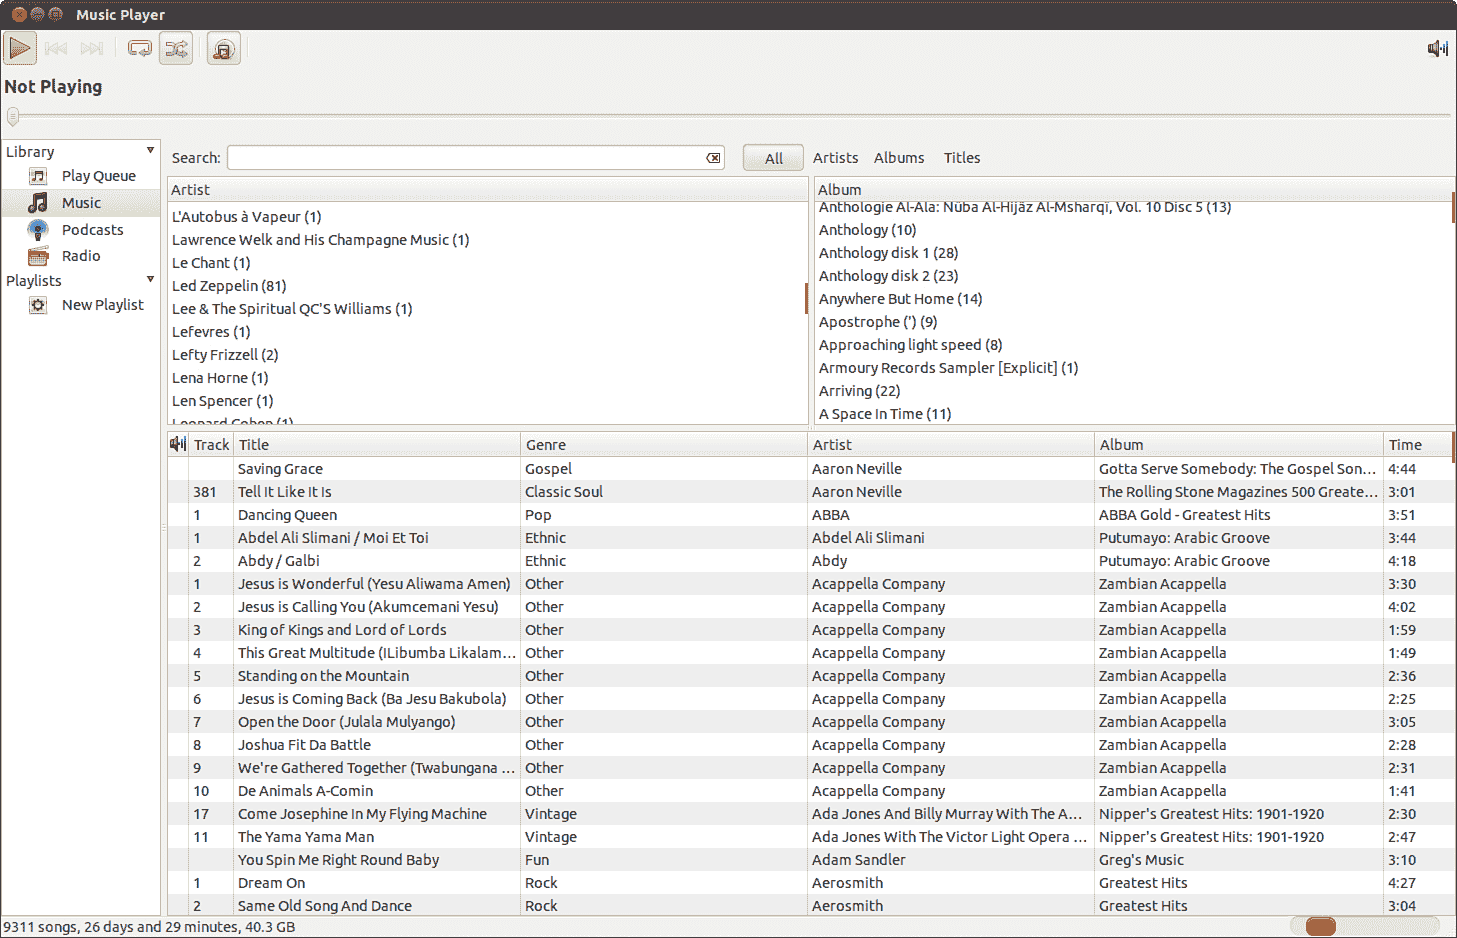 Music Player
Not Playing
Library
Play Queue
Music
Podcasts
Radio
Playlists
New Playlist
Search:
All Artists Albums Titles
Artist
L'Autobus à Vapeur (1)
Lawrence Welk and His Champagne Music (1)
Le Chant (1)
Led Zeppelin (81)
Lee & The Spiritual QC'S Williams (1)
Lefevres (1)
Lefty Frizzell (2)
Lena Horne (1)
Len Spencer (1)
Leonard Cohen (1)
Album
Anthologie Al-Ala: Nūba Al-Hijāz Al-Msharqī, Vol. 10 Disc 5 (13)
Anthology (10)
Anthology disk 1 (28)
Anthology disk 2 (23)
Anywhere But Home (14)
Apostrophe (') (9)
Approaching light speed (8)
Armoury Records Sampler [Explicit] (1)
Arriving (22)
A Space In Time (11)
Track Title Genre Artist Album Time
Saving Grace Gospel Aaron Neville Gotta Serve Somebody: The Gospel Son... 4:44
381 Tell It Like It Is Classic Soul Aaron Neville The Rolling Stone Magazines 500 Greate... 3:01
1 Dancing Queen Pop ABBA ABBA Gold - Greatest Hits 3:51
1 Abdel Ali Slimani / Moi Et Toi Ethnic Abdel Ali Slimani Putumayo: Arabic Groove 3:44
2 Abdy / Galbi Ethnic Abdy Putumayo: Arabic Groove 4:18
1 Jesus is Wonderful (Yesu Aliwama Amen) Other Acappella Company Zambian Acappella 3:30
2 Jesus is Calling You (Akumcemani Yesu) Other Acappella Company Zambian Acappella 4:02
3 King of Kings and Lord of Lords Other Acappella Company Zambian Acappella 1:59
4 This Great Multitude (ILibumba Likalam... Other Acappella Company Zambian Acappella 1:49
5 Standing on the Mountain Other Acappella Company Zambian Acappella 2:36
6 Jesus is Coming Back (Ba Jesu Bakubola) Other Acappella Company Zambian Acappella 2:25
7 Open the Door (Julala Mulyango) Other Acappella Company Zambian Acappella 3:05
8 Joshua Fit Da Battle Other Acappella Company Zambian Acappella 2:28
9 We're Gathered Together (Twabungana ... Other Acappella Company Zambian Acappella 2:31
10 De Animals A-Comin Other Acappella Company Zambian Acappella 1:41
17 Come Josephine In My Flying Machine Vintage Ada Jones And Billy Murray With The A... Nipper's Greatest Hits: 1901-1920 2:30
11 The Yama Yama Man Vintage Ada Jones With The Victor Light Opera ... Nipper's Greatest Hits: 1901-1920 2:47
You Spin Me Right Round Baby Fun Adam Sandler Greg's Music 3:10
1 Dream On Rock Aerosmith Greatest Hits 4:27
2 Same Old Song And Dance Rock Aerosmith Greatest Hits 3:04
9311 songs, 26 days and 29 minutes, 40.3 GB